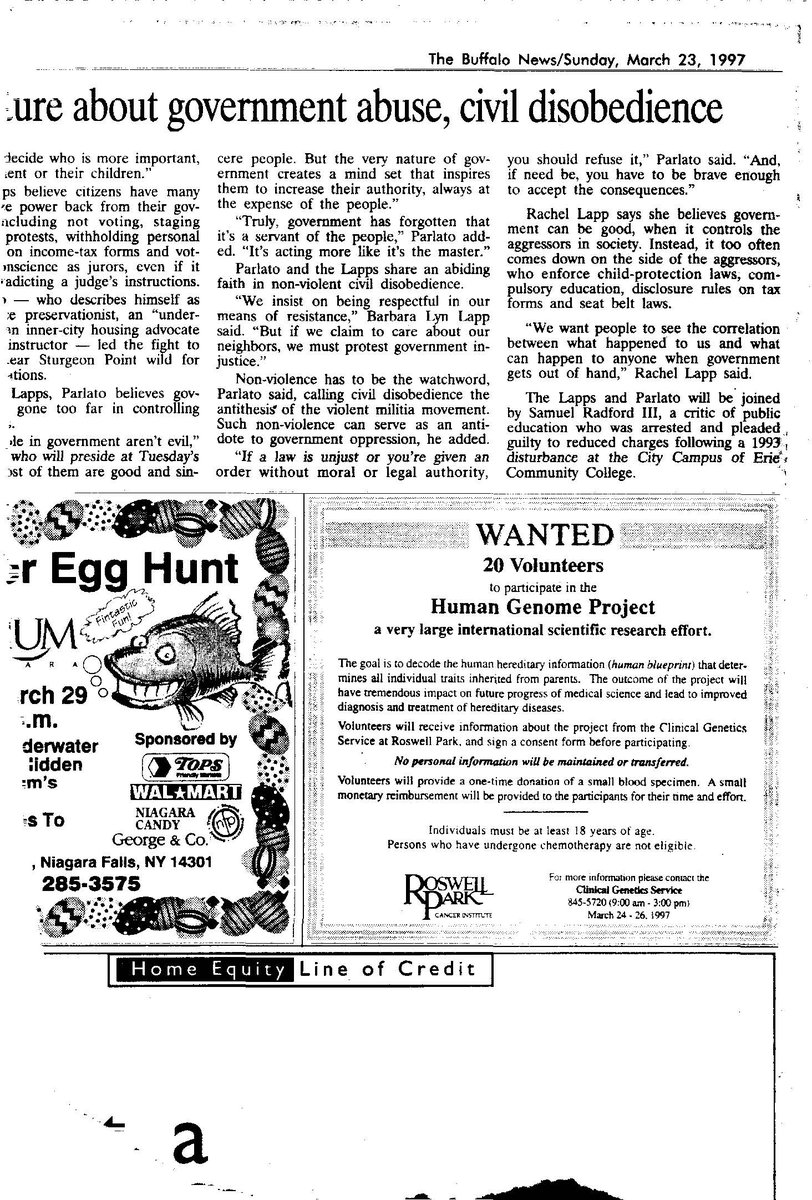 The Buffalo News/Sunday, March 23, 1997
ure about government abuse, civil disobedience
decide who is more important,
ent or their children."
ps believe citizens have many
e power back from their gov-
ncluding not voting, staging
protests, withholding personal
on income-tax forms and vot-
onscience as jurors, even if it
radicting a judge's instructions.
— who describes himself as
e preservationist, an "under-
an inner-city housing advocate
instructor — led the fight to
ear Sturgeon Point wild for
ations.
Lapps, Parlato believes gov-
gone too far in controlling
ple in government aren't evil,"
who will preside at Tuesday's
ost of them are good and sin-
cere people. But the very nature of gov-
ernment creates a mind set that inspires
them to increase their authority, always at
the expense of the people."
"Truly, government has forgotten that
it's a servant of the people," Parlato add-
ed. "It's acting more like it's the master."
Parlato and the Lapps share an abiding
faith in non-violent civil disobedience.
"We insist on being respectful in our
means of resistance," Barbara Lyn Lapp
said. "But if we claim to care about our
neighbors, we must protest government in-
justice."
Non-violence has to be the watchword,
Parlato said, calling civil disobedience the
antithesis of the violent militia movement.
Such non-violence can serve as an anti-
dote to government oppression, he added.
"If a law is unjust or you're given an
order without moral or legal authority,
you should refuse it," Parlato said. "And,
if need be, you have to be brave enough
to accept the consequences."
Rachel Lapp says she believes govern-
ment can be good, when it controls the
aggressors in society. Instead, it too often
comes down on the side of the aggressors,
who enforce child-protection laws, com-
pulsory education, disclosure rules on tax
forms and seat belt laws.
"We want people to see the correlation
between what happened to us and what
can happen to anyone when government
gets out of hand," Rachel Lapp said.
The Lapps and Parlato will be joined
by Samuel Radford III, a critic of public
education who was arrested and pleaded
guilty to reduced charges following a 1993
disturbance at the City Campus of Erie
Community College.
r Egg Hunt
UM
A R A
Fintastic
Fun!
rch 29
.m.
derwater
idden
m's
s To
Sponsored by
TOPS
Friendly Markets
WAL★MART
NIAGARA
CANDY
George & Co.
, Niagara Falls, NY 14301
285-3575
WANTED
20 Volunteers
to participate in the
Human Genome Project
a very large international scientific research effort.
The goal is to decode the human hereditary information (human blueprint) that deter-
mines all individual traits inherited from parents. The outcome of the project will
have tremendous impact on future progress of medical science and lead to improved
diagnosis and treatment of hereditary diseases.
Volunteers will receive information about the project from the Clinical Genetics
Service at Roswell Park, and sign a consent form before participating.
No personal information will be maintained or transferred.
Volunteers will provide a one-time donation of a small blood specimen. A small
monetary reimbursement will be provided to the participants for their time and effort.
Individuals must be at least 18 years of age.
Persons who have undergone chemotherapy are not eligible.
ROSWELL
PARK
CANCER INSTITUTE
For more information please contact the
Clinical Genetics Service
845-5720 (9:00 am - 3:00 pm)
March 24 - 26, 1997
Home Equity Line of Credit
a